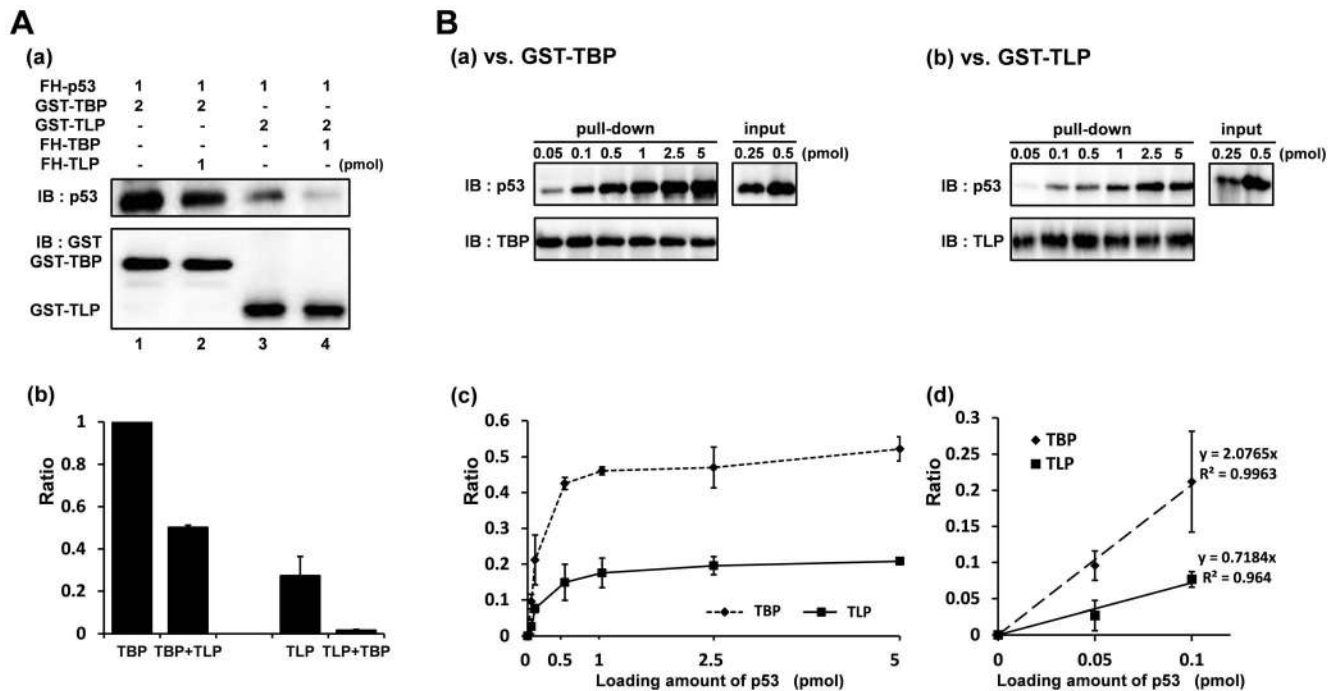 A
(a)
FH-p53 1 1 1 1
GST-TBP 2 2 - -
GST-TLP - - 2 2
FH-TBP - - - 1
FH-TLP - 1 - - (pmol)
IB : p53
IB : GST
GST-TBP
GST-TLP
1 2 3 4
(b)
Ratio
1
0.8
0.6
0.4
0.2
0
TBP TBP+TLP TLP TLP+TBP
B
(a) vs. GST-TBP
pull-down input
0.05 0.1 0.5 1 2.5 5 0.25 0.5 (pmol)
IB : p53
IB : TBP
(b) vs. GST-TLP
pull-down input
0.05 0.1 0.5 1 2.5 5 0.25 0.5 (pmol)
IB : p53
IB : TLP
(c)
Ratio
0.6
0.5
0.4
0.3
0.2
0.1
0
TBP TLP
0 0.5 1 2.5 5
Loading amount of p53 (pmol)
(d)
Ratio
0.3
0.25
0.2
0.15
0.1
0.05
0
TBP
TLP
y = 2.0765x
R² = 0.9963
y = 0.7184x
R² = 0.964
0 0.05 0.1
Loading amount of p53 (pmol)